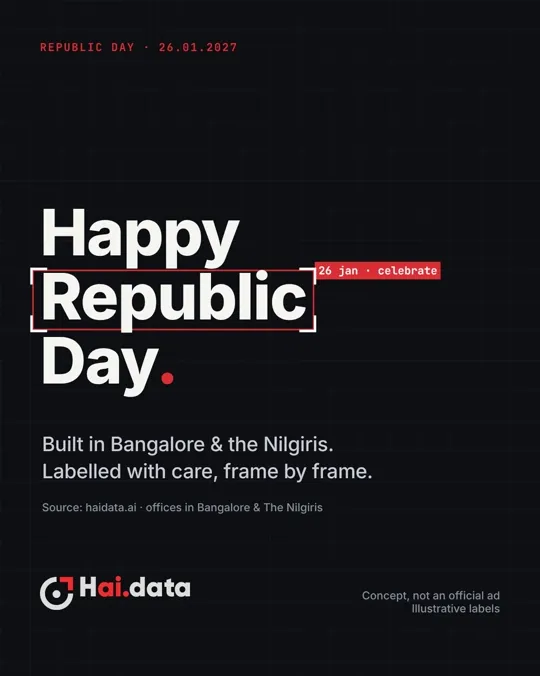 REPUBLIC DAY · 26.01.2027
Happy
Republic
26 jan · celebrate
Day.
Built in Bangalore & the Nilgiris.
Labelled with care, frame by frame.
Source: haidata.ai · offices in Bangalore & The Nilgiris
Hai.data
Concept, not an official ad
Illustrative labels